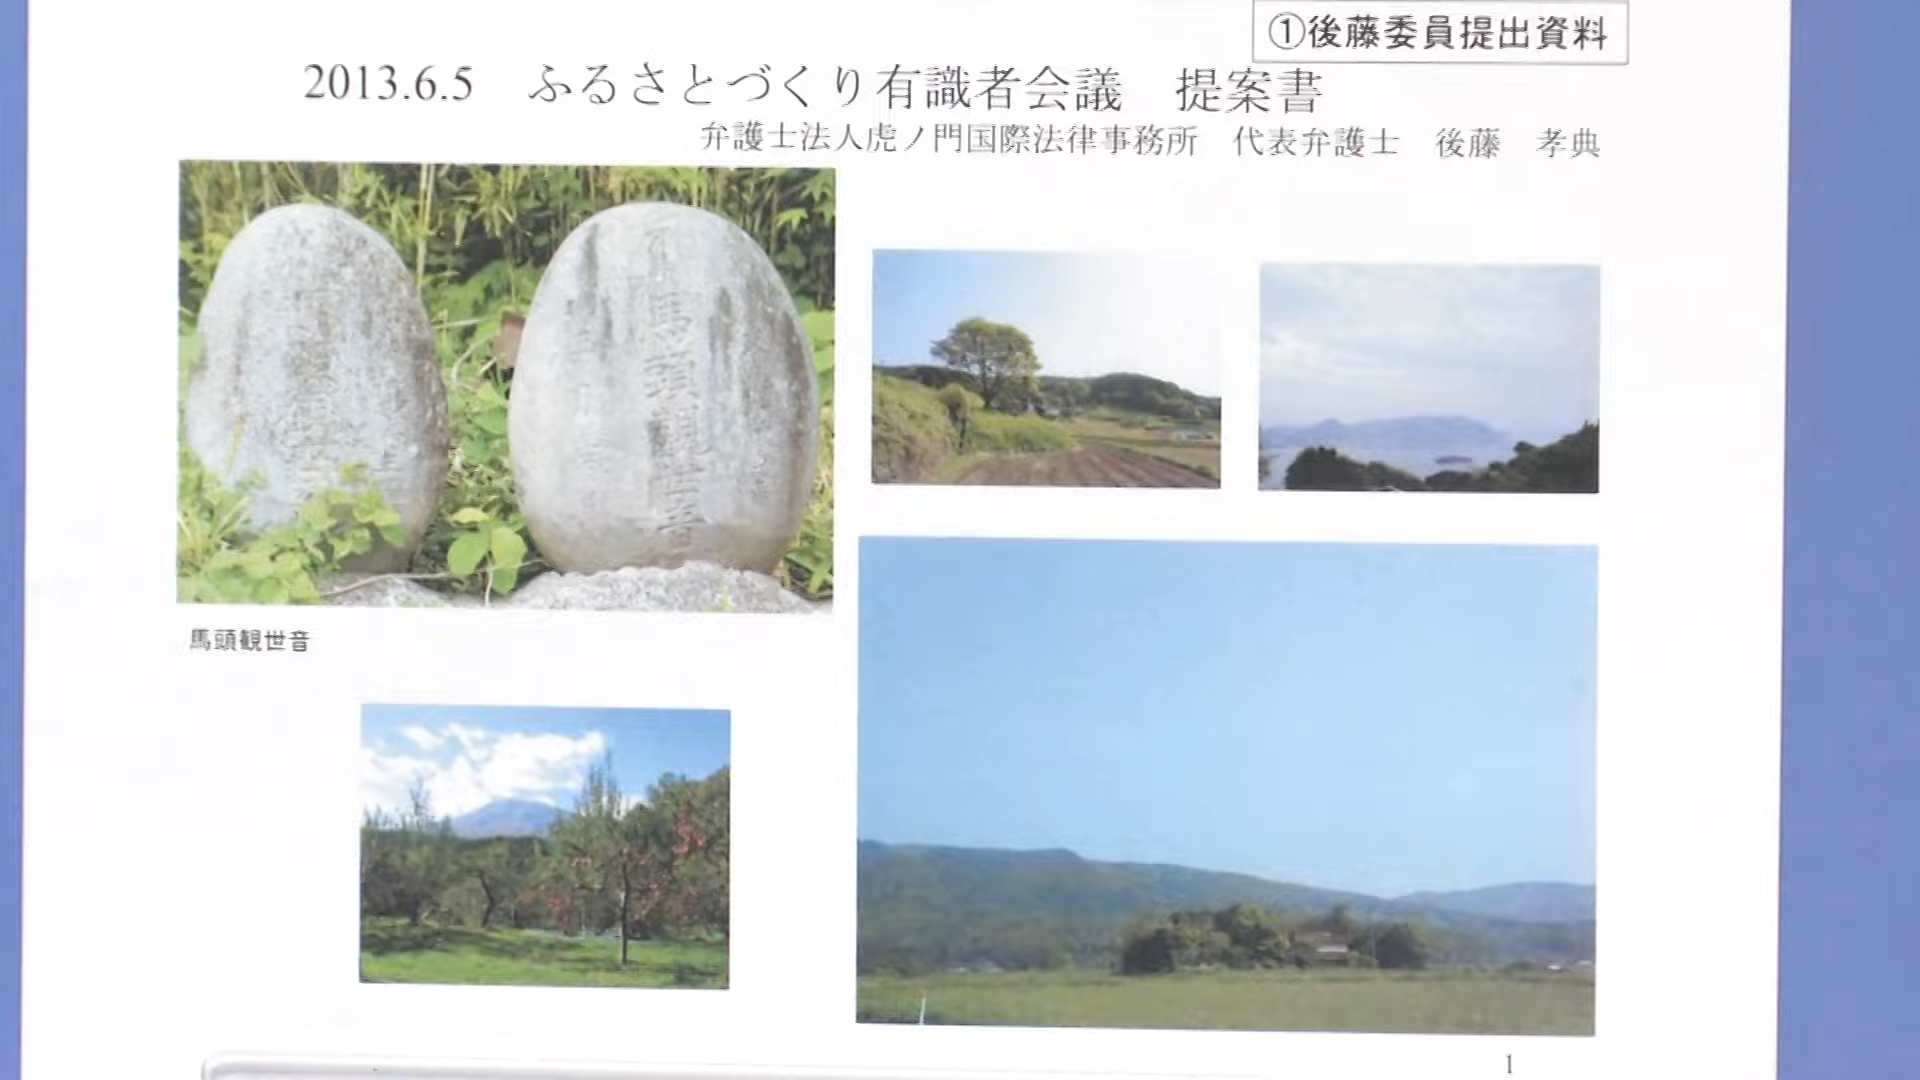 ①後藤委員提出資料
2013.6.5 ふるさとづくり有識者会議 提案書
弁護士法人虎ノ門国際法律事務所 代表弁護士 後藤 孝典
馬頭観世音
馬頭観世音
1